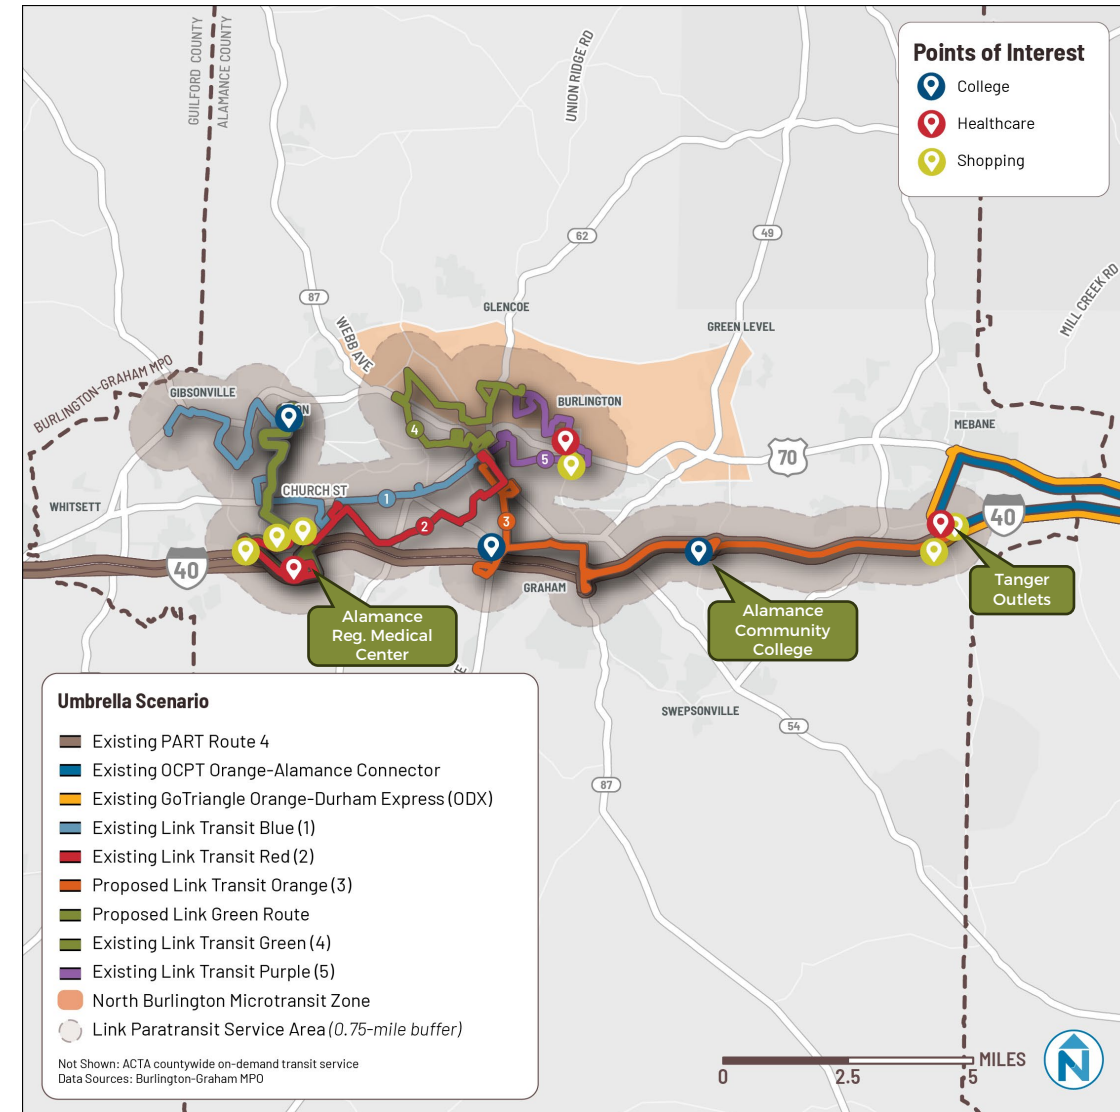 GUILFORD COUNTY
ALAMANCE COUNTY
UNION RIDGE RD
Points of Interest
College
Healthcare
Shopping
62
49
87
GLENCOE
GREEN LEVEL
MILL CREEK RD
WEBB AVE
BURLINGTON-GRAHAM MPO
GIBSONVILLE
ON
BURLINGTON
MEBANE
4
5
70
WHITSETT
CHURCH ST
1
2
3
40
40
GRAHAM
Tanger
Outlets
Alamance
Reg. Medical
Center
Alamance
Community
College
SWEPSONVILLE
54
87
Umbrella Scenario
Existing PART Route 4
Existing OCPT Orange-Alamance Connector
Existing GoTriangle Orange-Durham Express (ODX)
Existing Link Transit Blue (1)
Existing Link Transit Red (2)
Proposed Link Transit Orange (3)
Proposed Link Green Route
Existing Link Transit Green (4)
Existing Link Transit Purple (5)
North Burlington Microtransit Zone
Link Paratransit Service Area (0.75-mile buffer)
Not Shown: ACTA countywide on-demand transit service
Data Sources: Burlington-Graham MPO
MILES
0
2.5
5
N